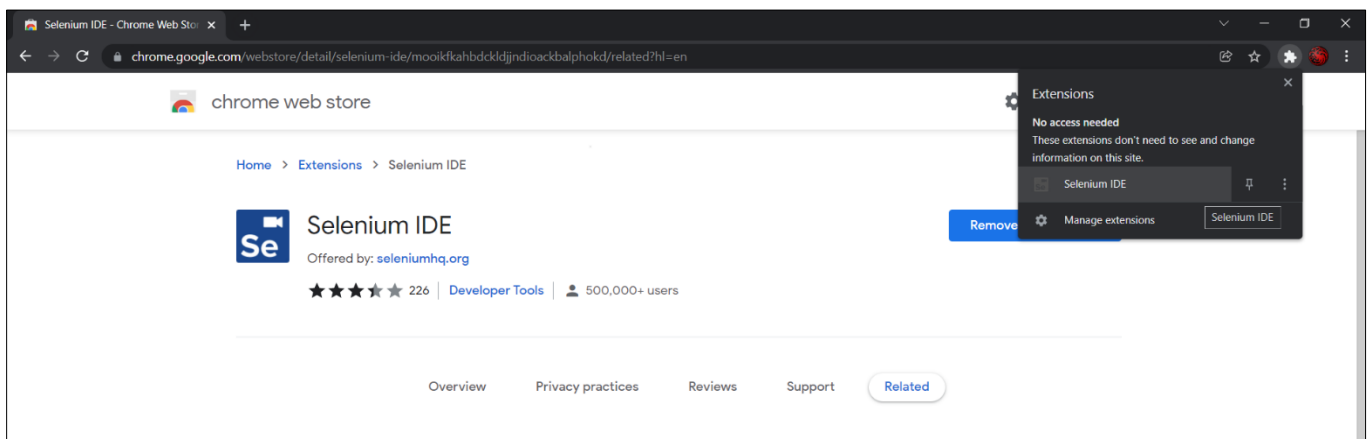 Selenium IDE - Chrome Web Stor
chrome.google.com/webstore/detail/selenium-ide/mooikfkahbdckldjjndioackbalphokd/related?hl=en
chrome web store
Extensions
No access needed
These extensions don't need to see and change
information on this site.
Selenium IDE
Manage extensions
Selenium IDE
Home > Extensions > Selenium IDE
Se
Selenium IDE
Offered by: seleniumhq.org
226 Developer Tools 500,000+ users
Remove
Overview Privacy practices Reviews Support Related